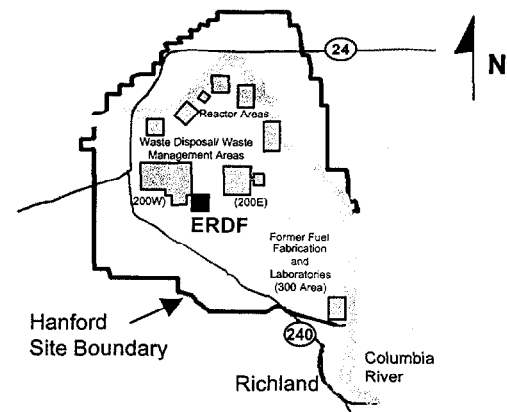 24
N
Reactor Areas
Waste Disposal/ Waste
Management Areas
(200W)
(200E)
ERDF
Former Fuel
Fabrication
and
Laboratories
(300 Area)
Hanford
Site Boundary
240
Columbia
River
Richland